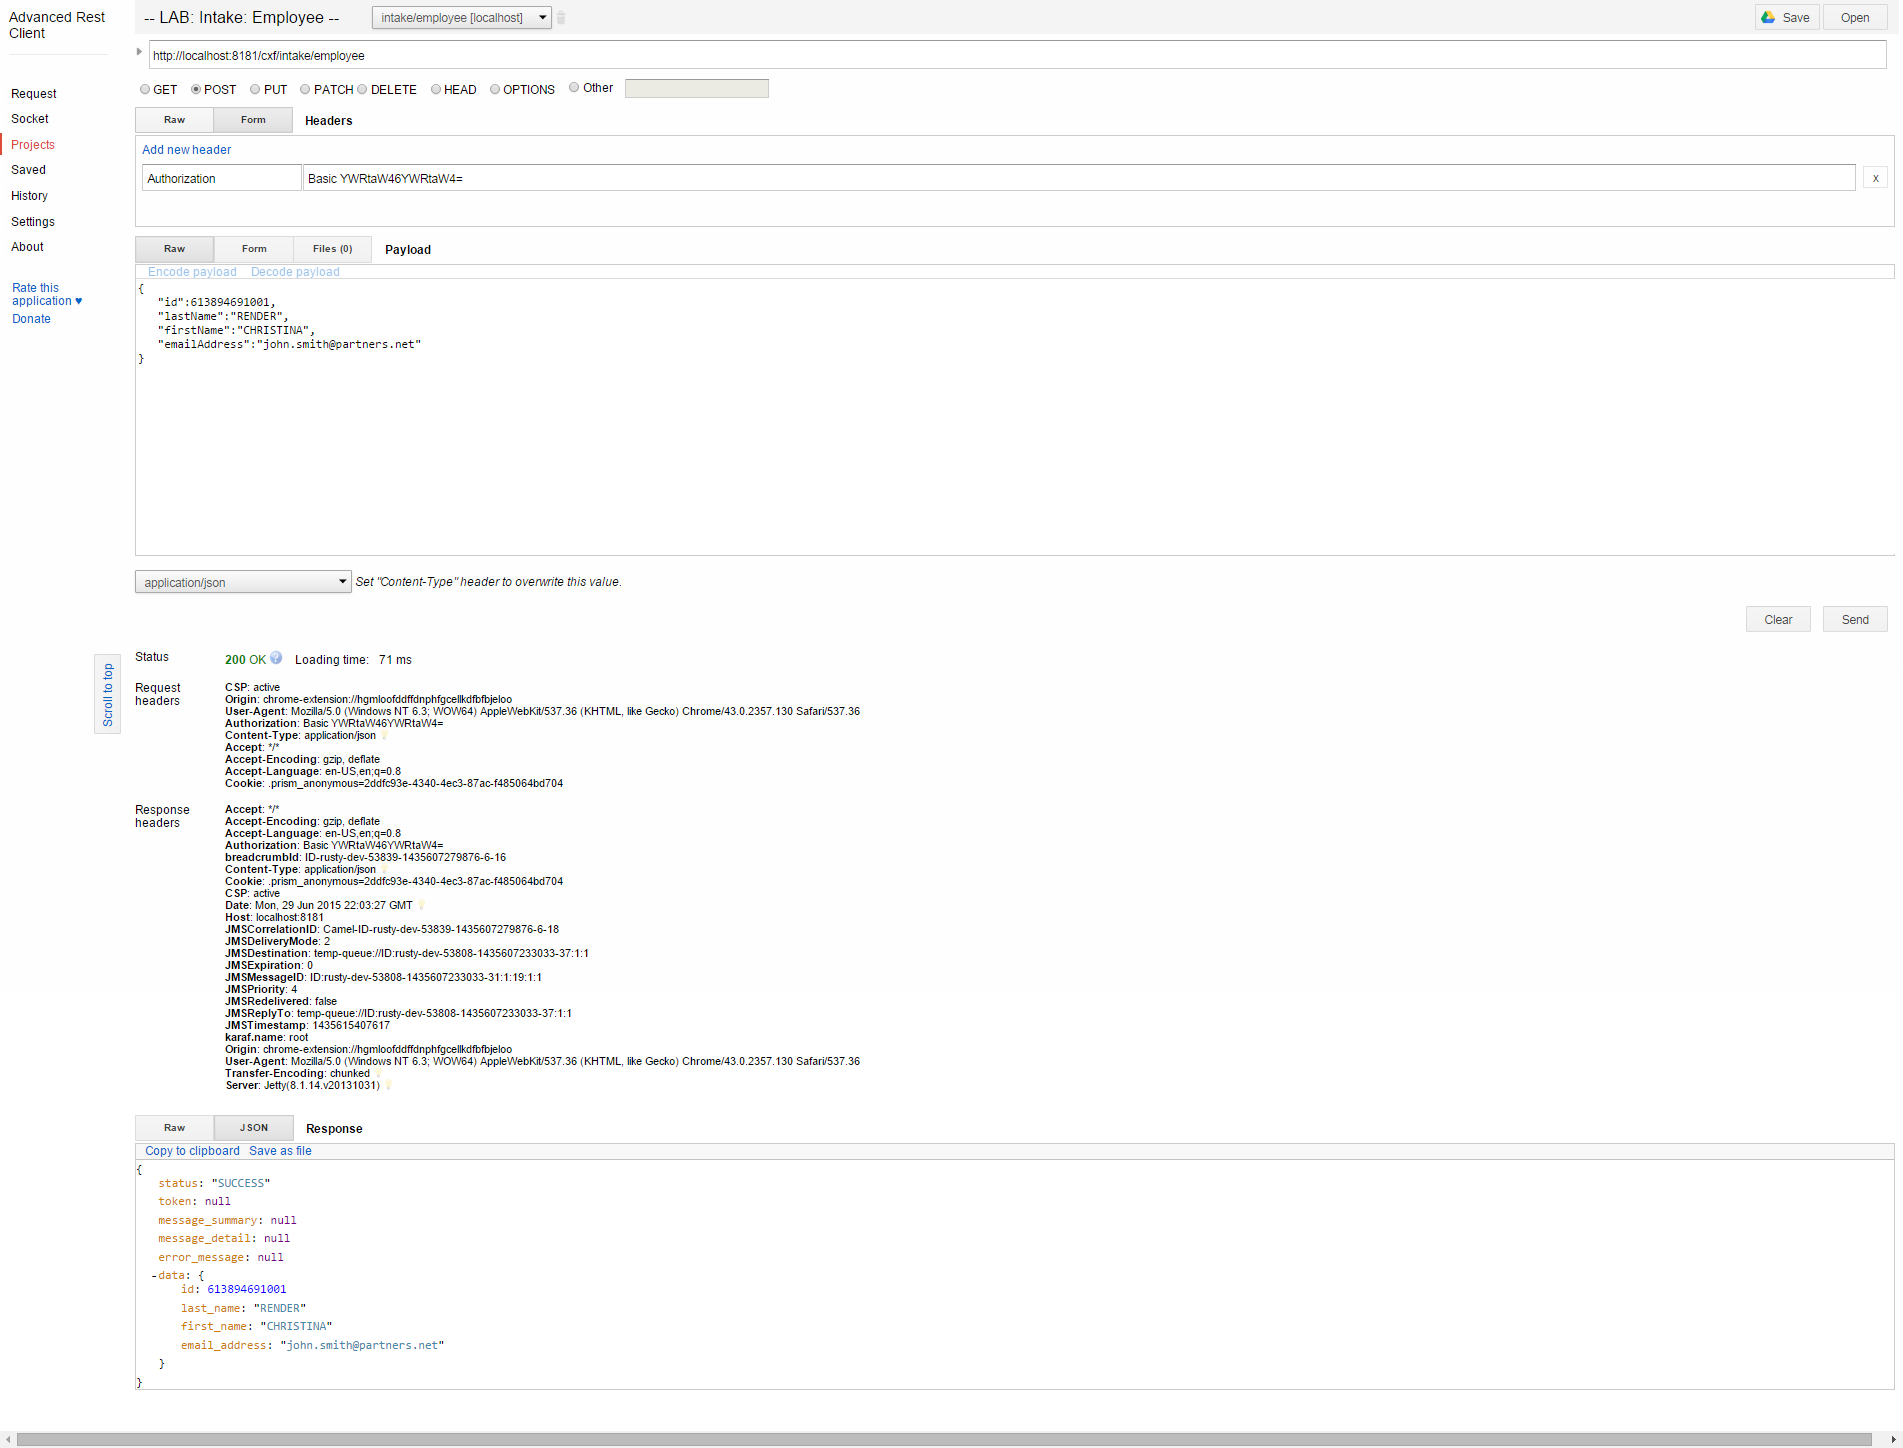 Advanced Rest
Client
-- LAB: Intake: Employee --
intake/employee [localhost]
Save
Open
http://localhost:8181/cxf/intake/employee
GET POST PUT PATCH DELETE HEAD OPTIONS Other
Request
Socket
Projects
Saved
History
Settings
About
Rate this
application ♥
Donate
Raw Form Headers
Add new header
Authorization Basic YWRtaW46YWRtaW4= x
Raw Form Files (0) Payload
Encode payload Decode payload
{
"id":613894691001,
"lastName":"RENDER",
"firstName":"CHRISTINA",
"emailAddress":"john.smith@partners.net"
}
application/json Set "Content-Type" header to overwrite this value.
Clear Send
Scroll to top
Status 200 OK ? Loading time: 71 ms
Request
headers
CSP: active
Origin: chrome-extension://hgmloofddffdnphfgcellkdfbfbjeloo
User-Agent: Mozilla/5.0 (Windows NT 6.3; WOW64) AppleWebKit/537.36 (KHTML, like Gecko) Chrome/43.0.2357.130 Safari/537.36
Authorization: Basic YWRtaW46YWRtaW4=
Content-Type: application/json
Accept: */*
Accept-Encoding: gzip, deflate
Accept-Language: en-US,en;q=0.8
Cookie: .prism_anonymous=2ddfc93e-4340-4ec3-87ac-f485064bd704
Response
headers
Accept: */*
Accept-Encoding: gzip, deflate
Accept-Language: en-US,en;q=0.8
Authorization: Basic YWRtaW46YWRtaW4=
breadcrumbId: ID-rusty-dev-53839-1435607279876-6-16
Content-Type: application/json
Cookie: .prism_anonymous=2ddfc93e-4340-4ec3-87ac-f485064bd704
CSP: active
Date: Mon, 29 Jun 2015 22:03:27 GMT
Host: localhost:8181
JMSCorrelationID: Camel-ID-rusty-dev-53839-1435607279876-6-18
JMSDeliveryMode: 2
JMSDestination: temp-queue://ID:rusty-dev-53808-1435607233033-37:1:1
JMSExpiration: 0
JMSMessageID: ID:rusty-dev-53808-1435607233033-31:1:19:1:1
JMSPriority: 4
JMSRedelivered: false
JMSReplyTo: temp-queue://ID:rusty-dev-53808-1435607233033-37:1:1
JMSTimestamp: 1435615407617
karaf.name: root
Origin: chrome-extension://hgmloofddffdnphfgcellkdfbfbjeloo
User-Agent: Mozilla/5.0 (Windows NT 6.3; WOW64) AppleWebKit/537.36 (KHTML, like Gecko) Chrome/43.0.2357.130 Safari/537.36
Transfer-Encoding: chunked
Server: Jetty(8.1.14.v20131031)
Raw JSON Response
Copy to clipboard Save as file
{
status: "SUCCESS"
token: null
message_summary: null
message_detail: null
error_message: null
-data: {
id: 613894691001
last_name: "RENDER"
first_name: "CHRISTINA"
email_address: "john.smith@partners.net"
}
}